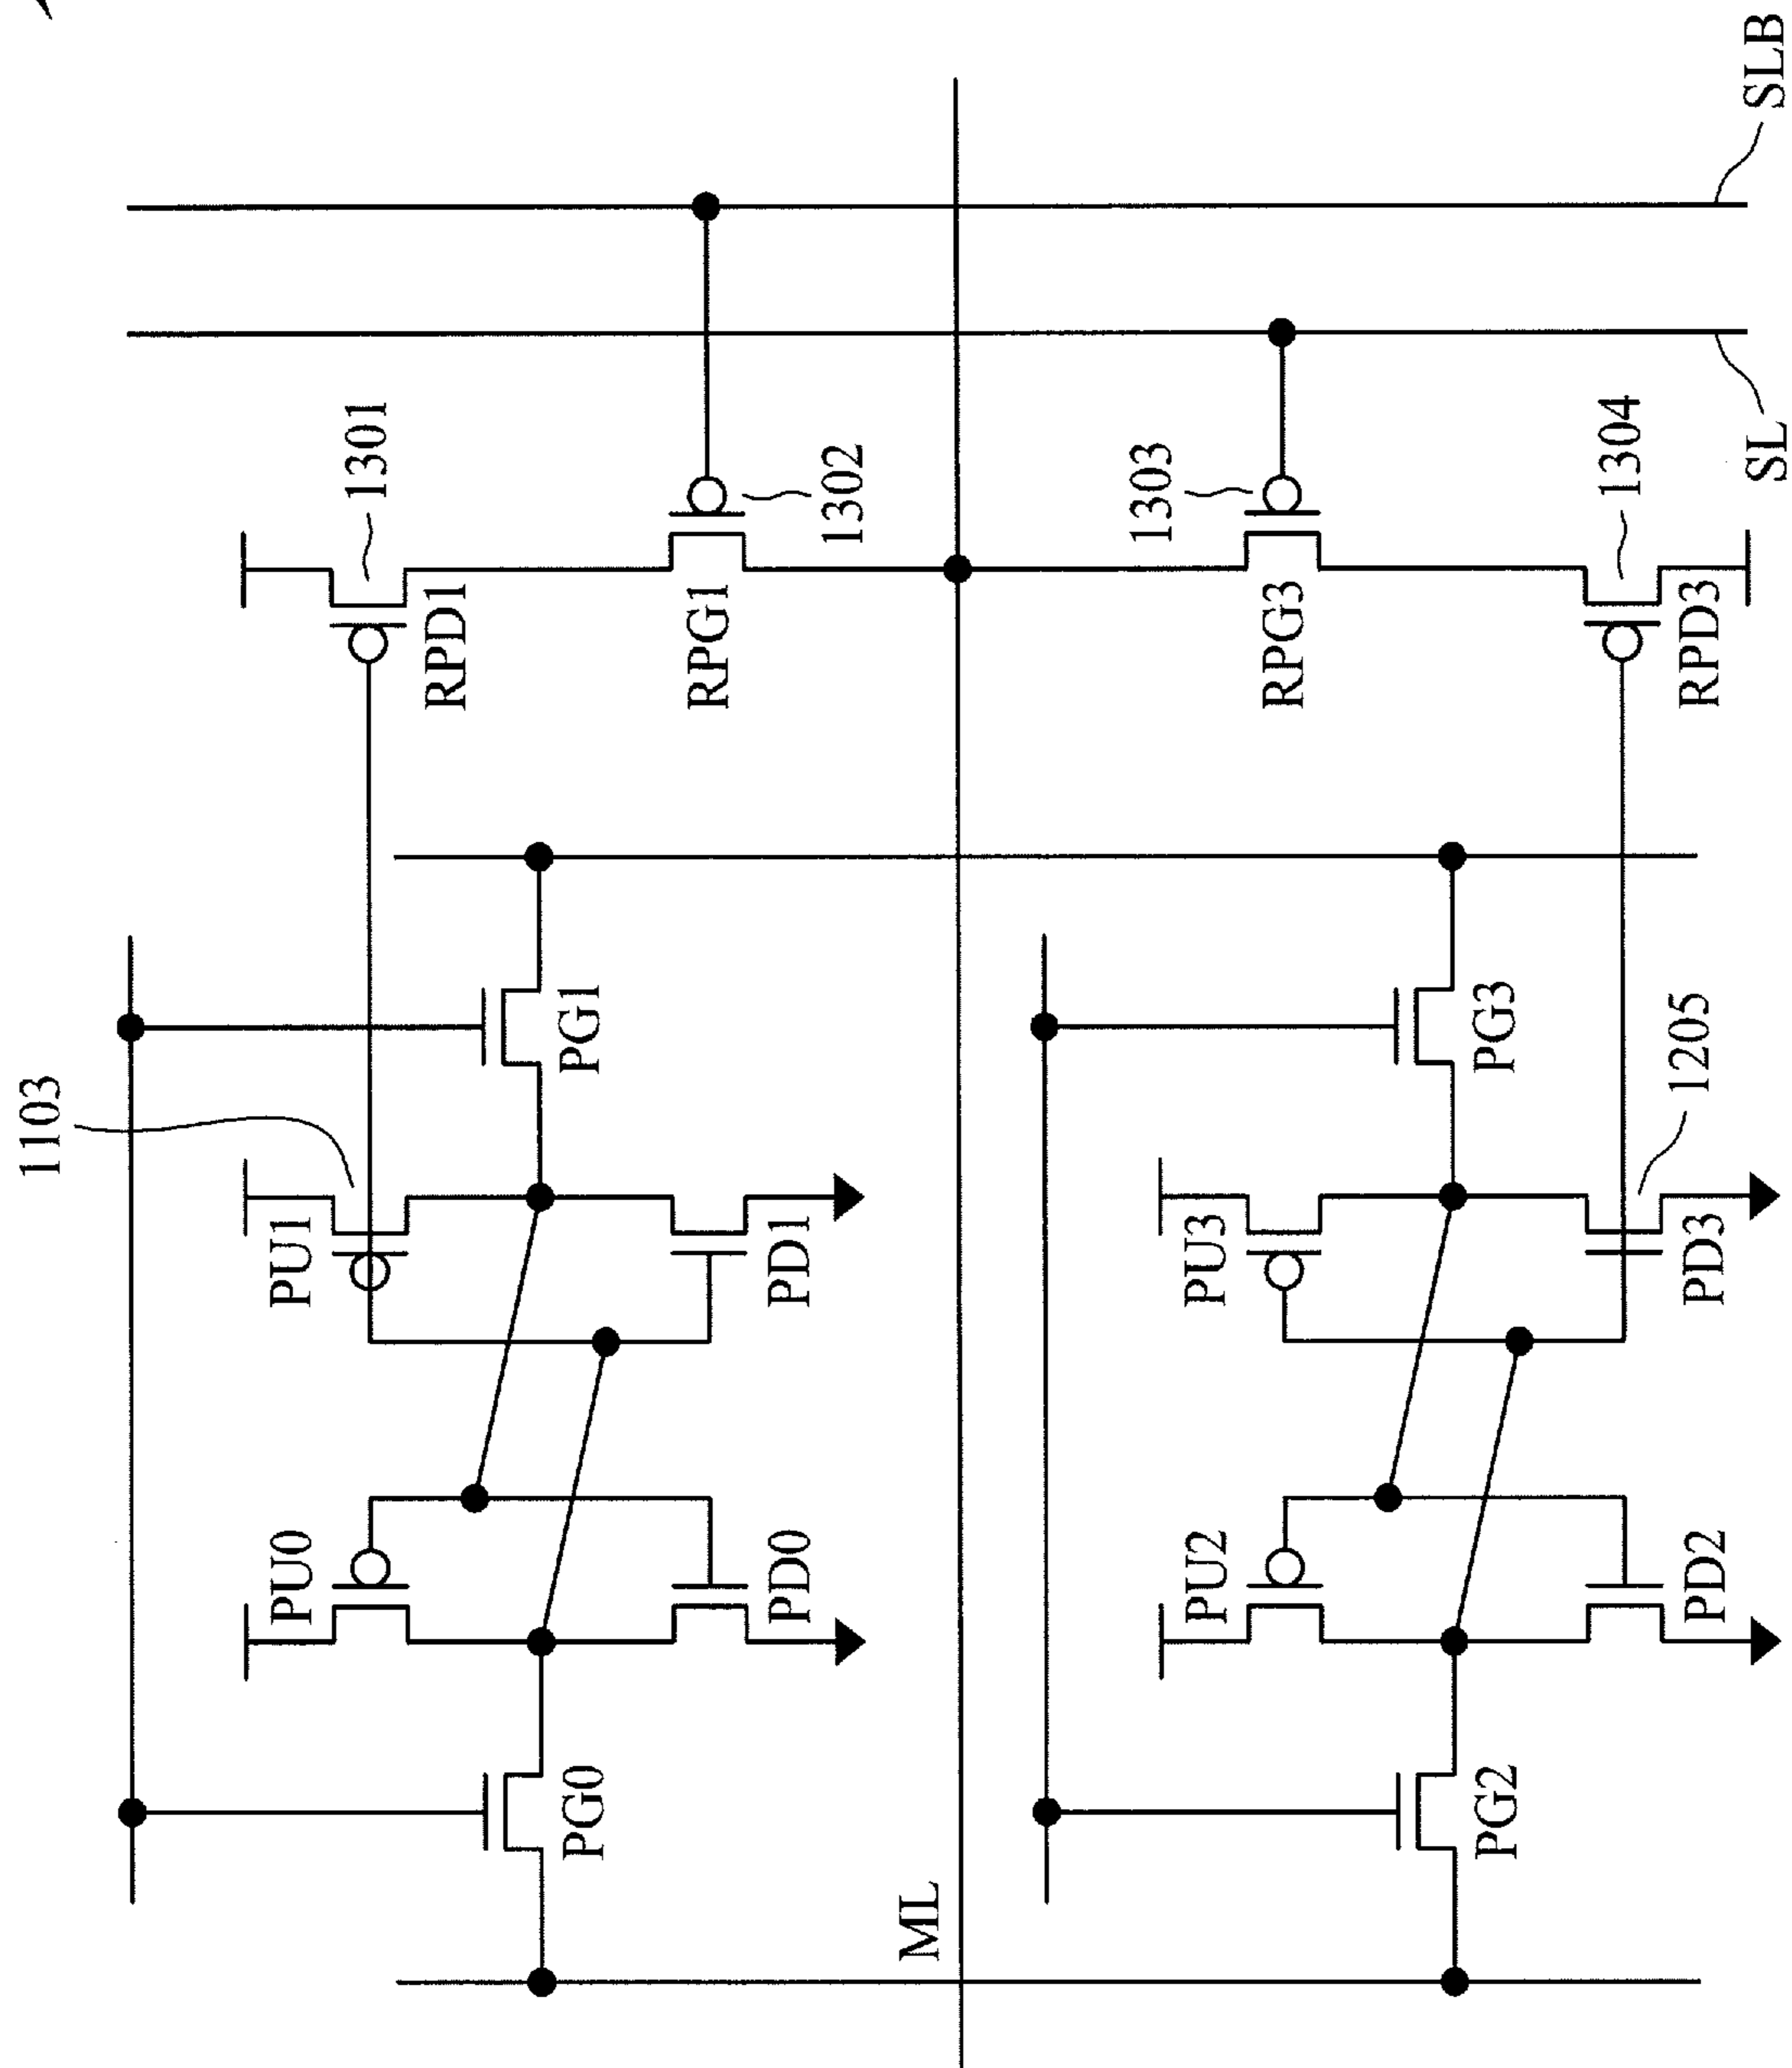 1103
PU0
PU1
PD0
PD1
PG0
PG1
1301
RPD1
RPG1
1302
ML
1303
RPG3
1304
RPD3
PU2
PU3
PD2
PD3
PG2
PG3
1205
SL
SLB